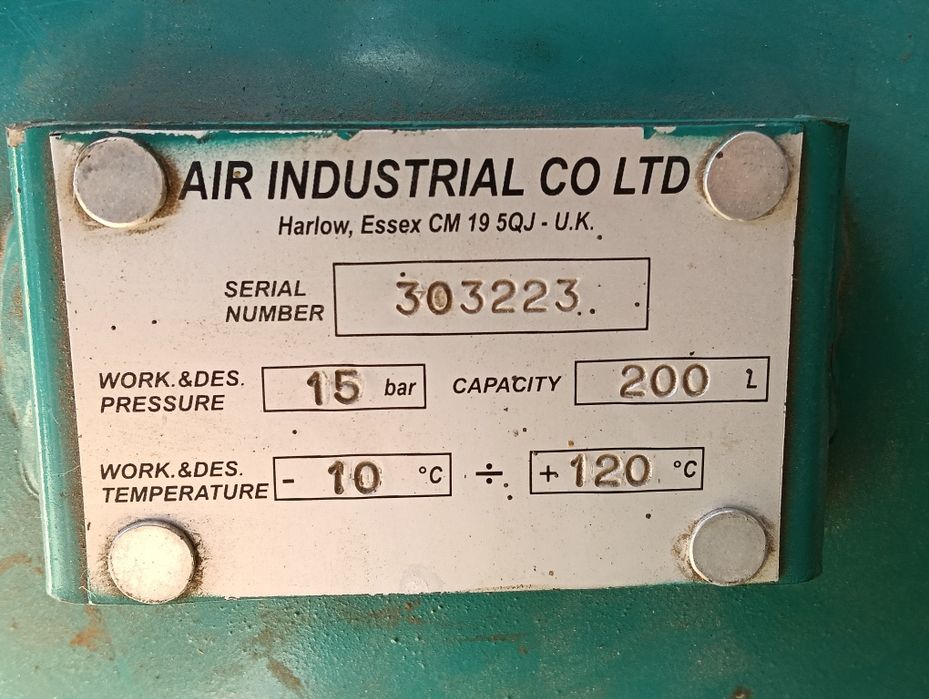 AIR INDUSTRIAL CO LTD
Harlow, Essex CM 19 5QJ - U.K.
SERIAL NUMBER 303223
WORK.&DES. PRESSURE 15 bar CAPACITY 200 l
WORK.&DES. TEMPERATURE - 10 °C ÷ + 120 °C